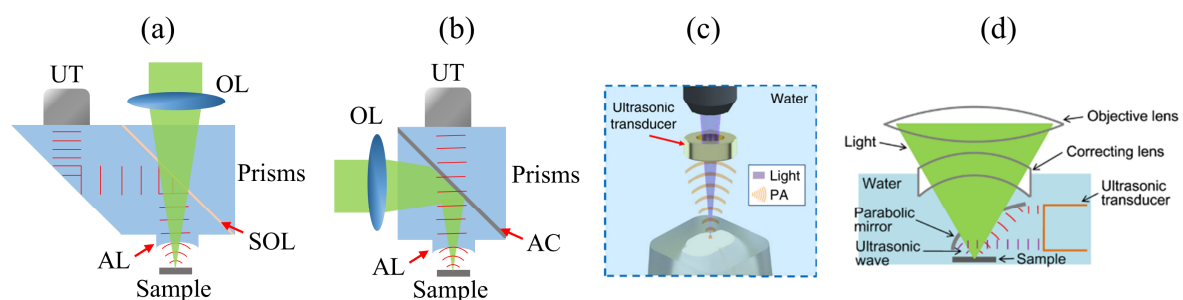 (a)
UT
OL
Prisms
SOL
AL
Sample
(b)
UT
OL
Prisms
AC
AL
Sample
(c)
Water
Ultrasonic
transducer
Light
PA
(d)
Objective lens
Light
Correcting lens
Water
Ultrasonic
transducer
Parabolic
mirror
Ultrasonic
wave
Sample